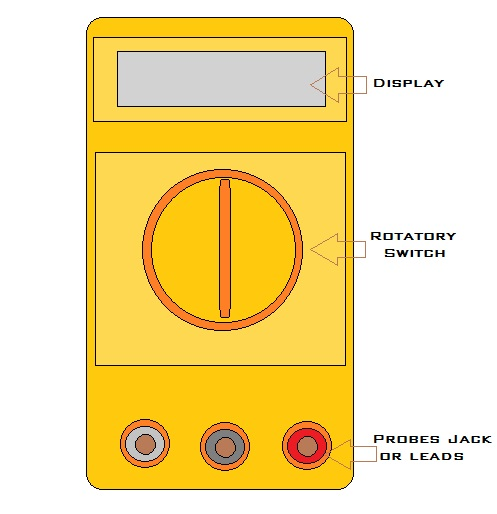 Display
Rotatory
Switch
Probes Jack
or leads